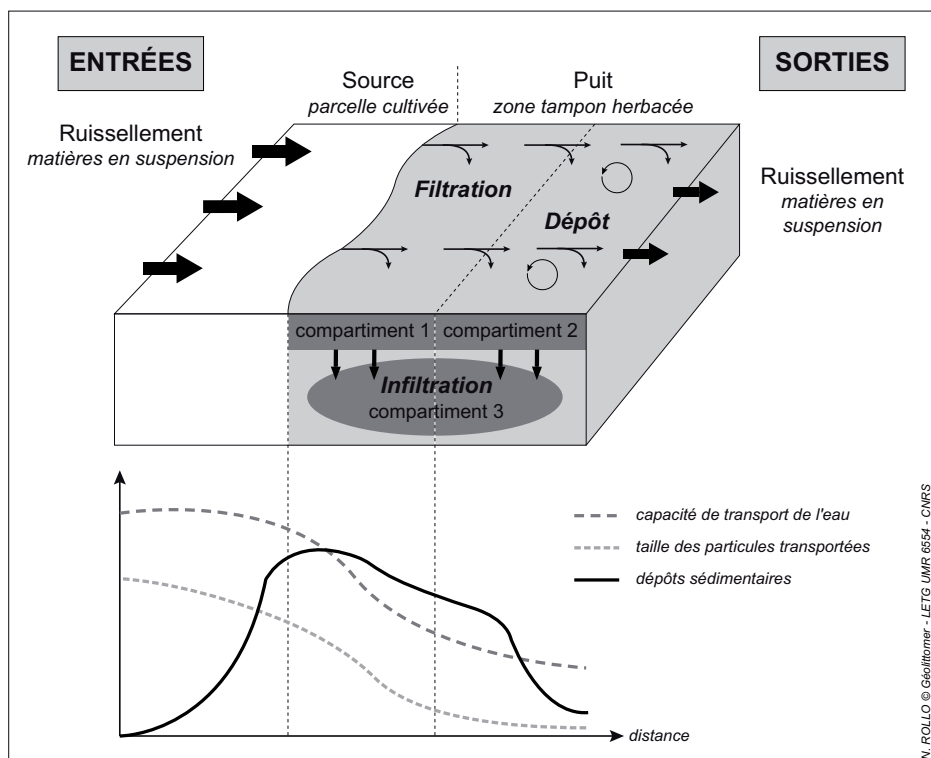 ENTRÉES
Source
parcelle cultivée
Puit
zone tampon herbacée
SORTIES
Ruissellement
matières en suspension
Filtration
Dépôt
Ruissellement
matières en
suspension
compartiment 1
compartiment 2
Infiltration
compartiment 3
capacité de transport de l'eau
taille des particules transportées
dépôts sédimentaires
distance
N. ROLLO © Géolittomer - LETG UMR 6554 - CNRS